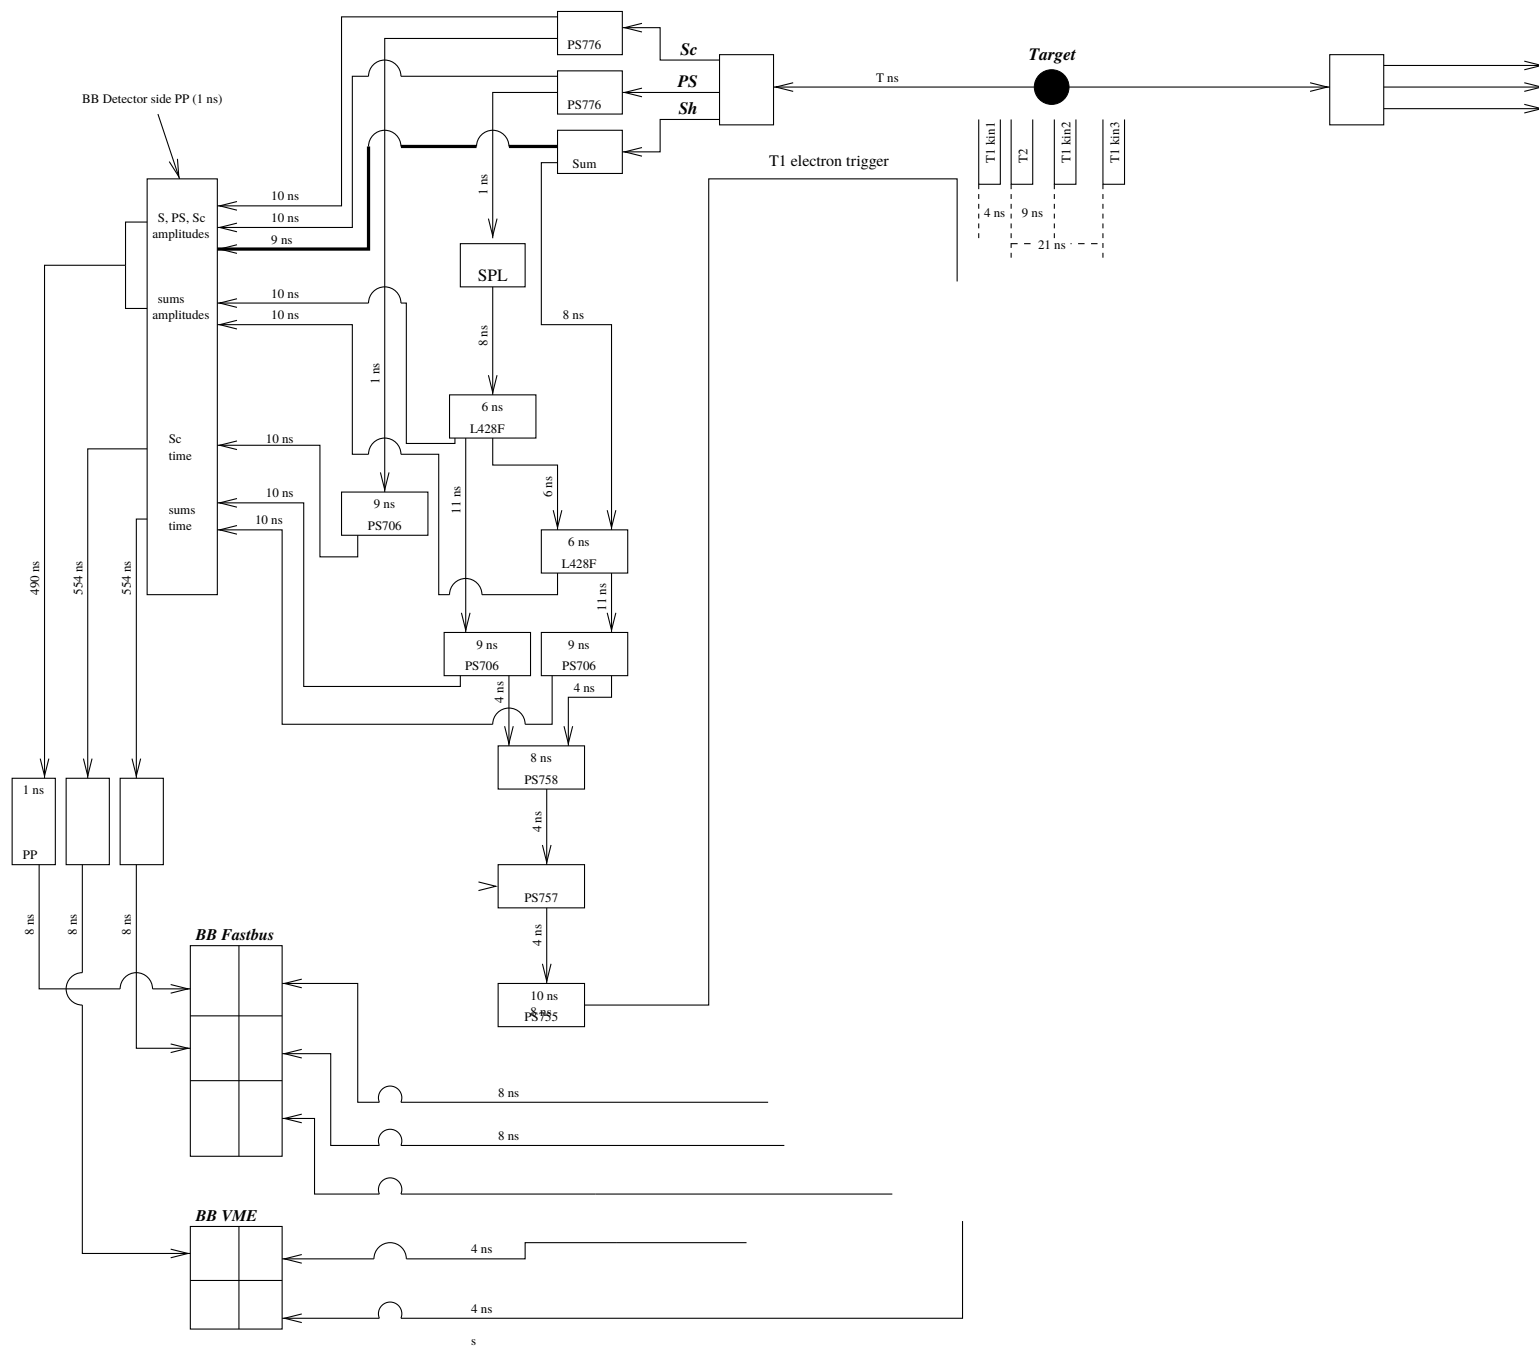 PS776
Sc
Target
T ns
PS
PS776
Sh
BB Detector side PP (1 ns)
Sum
T1 electron trigger
T1 kin1
T2
T1 kin2
T1 kin3
4 ns
9 ns
21 ns
1 ns
10 ns
S, PS, Sc
amplitudes
10 ns
9 ns
SPL
10 ns
sums
amplitudes
10 ns
8 ns
8 ns
1 ns
6 ns
L428F
Sc
time
10 ns
11 ns
6 ns
10 ns
9 ns
PS706
sums
time
10 ns
6 ns
L428F
490 ns
554 ns
554 ns
11 ns
9 ns
PS706
9 ns
PS706
4 ns
4 ns
8 ns
PS758
1 ns
PP
4 ns
PS757
8 ns
8 ns
8 ns
4 ns
BB Fastbus
10 ns
8 ns
PS755
8 ns
8 ns
BB VME
4 ns
4 ns
s